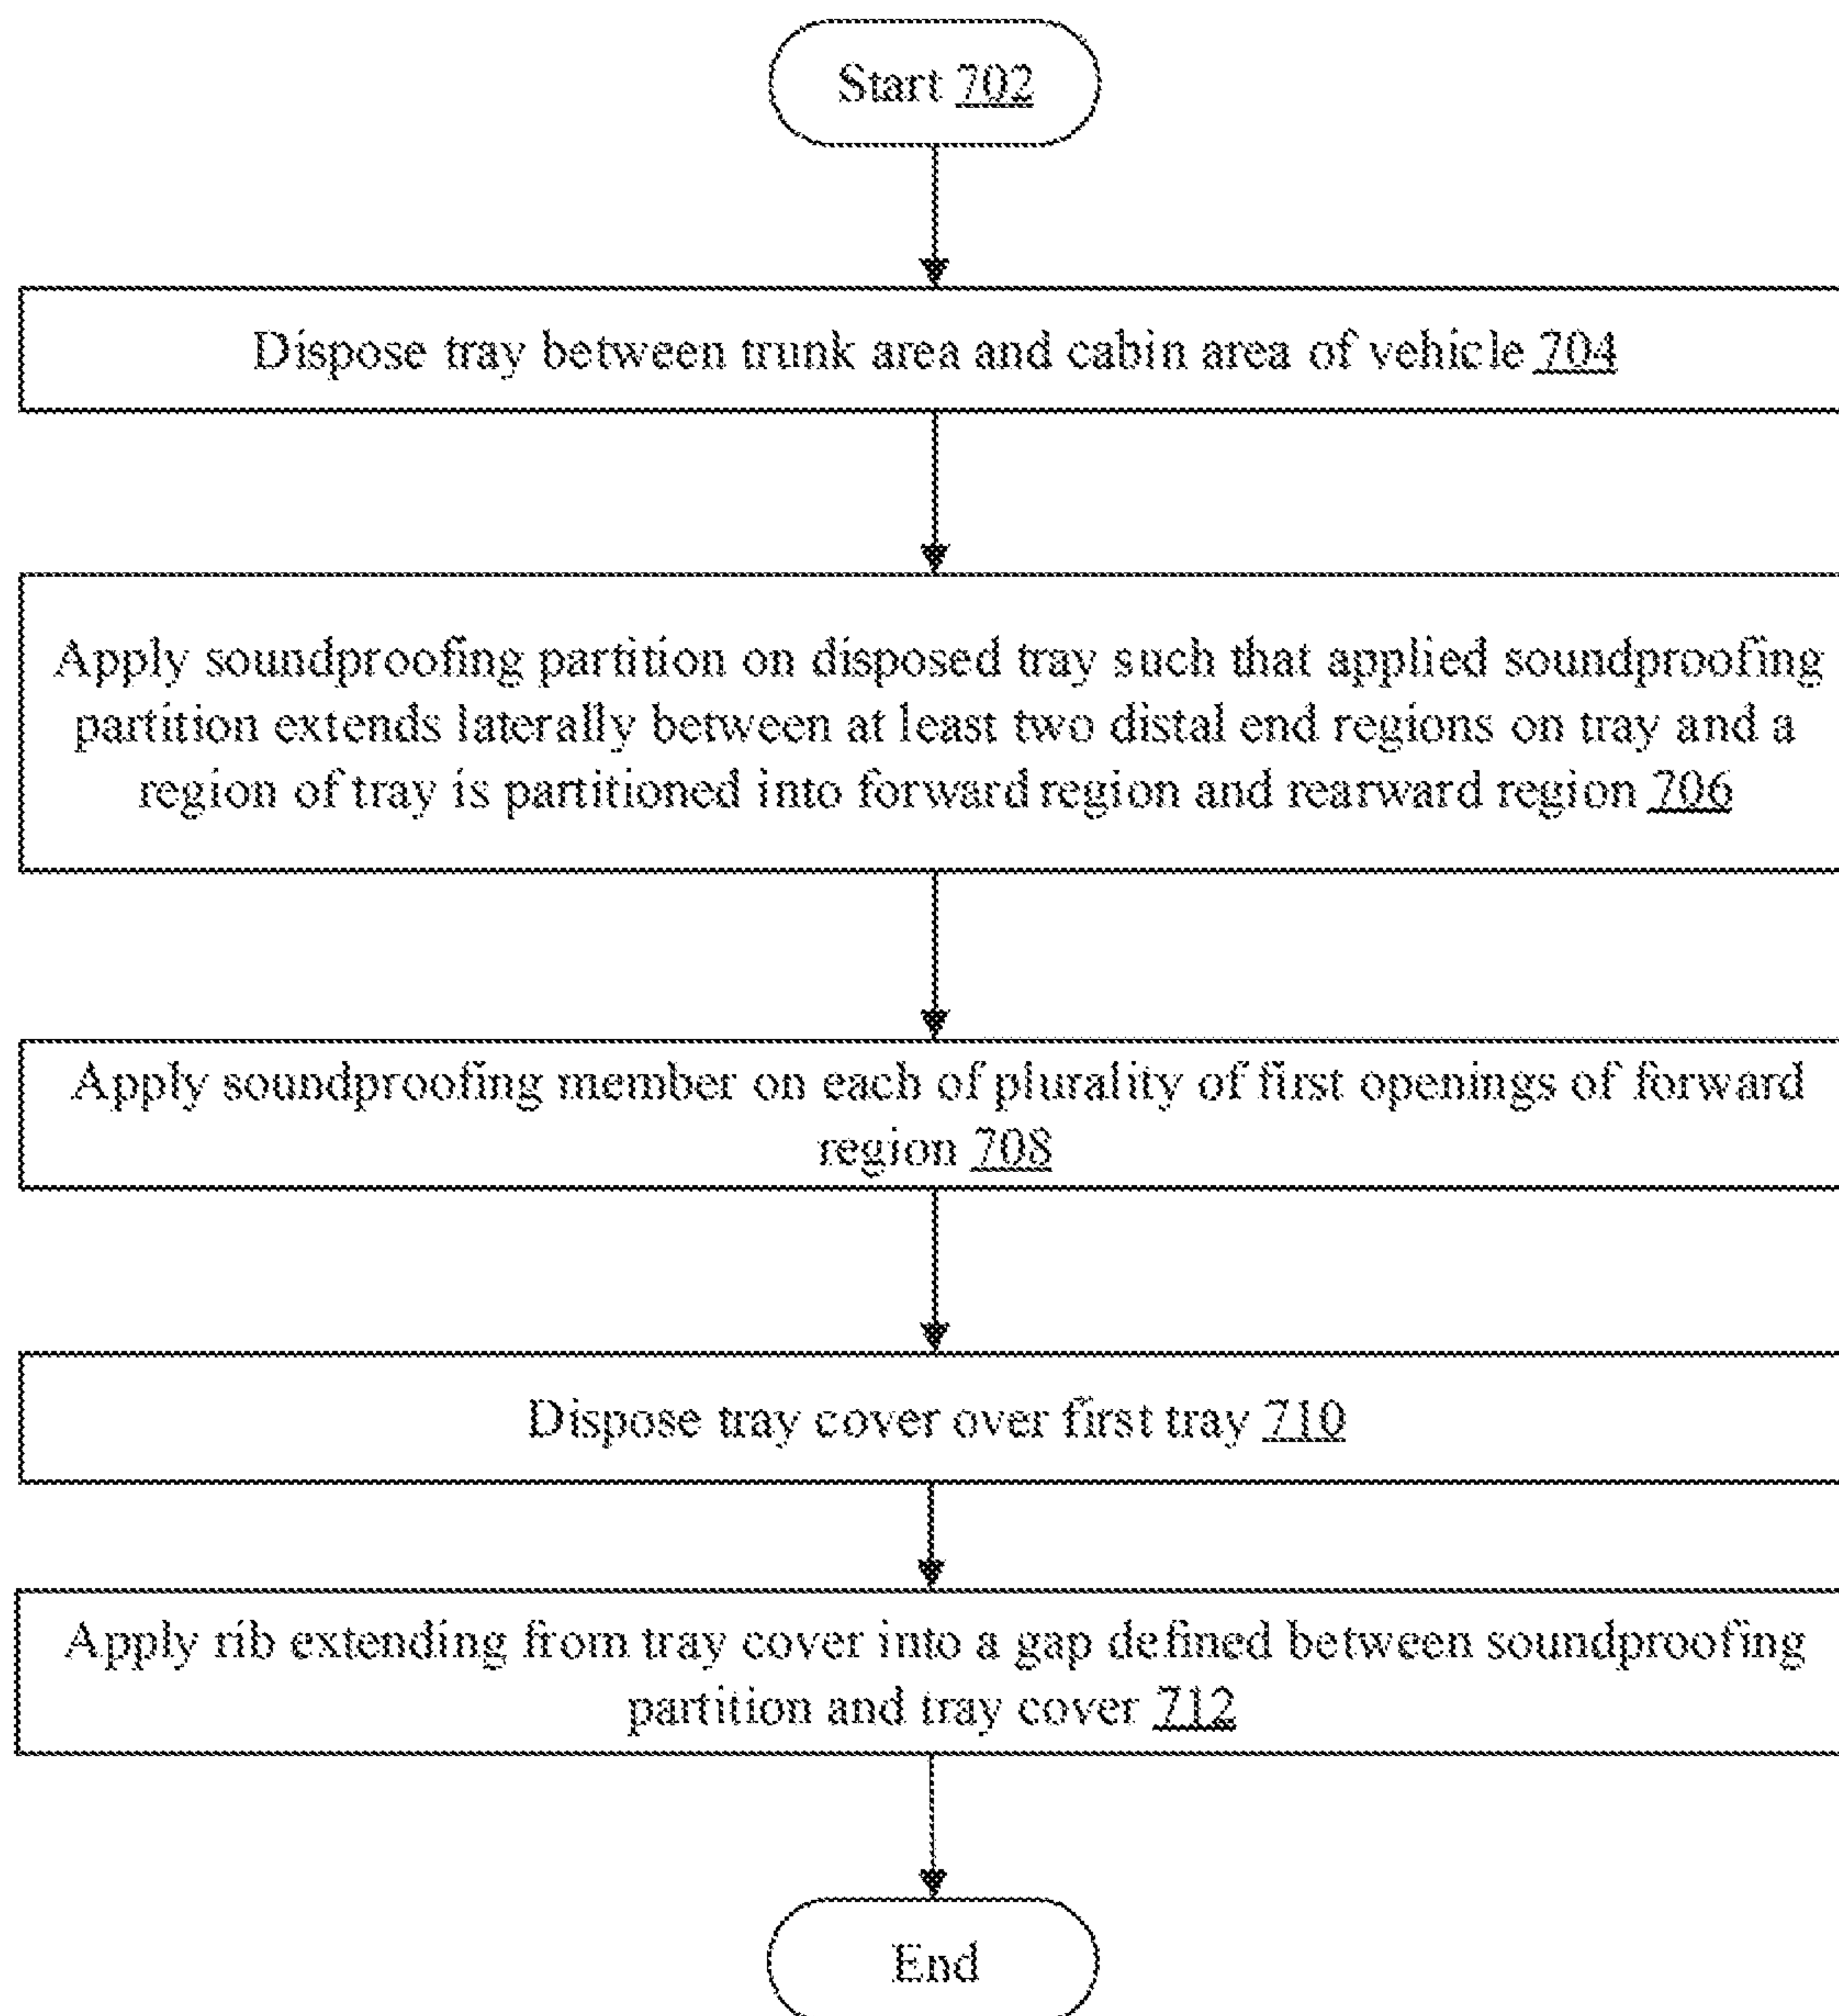 Start 702
Dispose tray between trunk area and cabin area of vehicle 704
Apply soundproofing partition on disposed tray such that applied soundproofing
partition extends laterally between at least two distal end regions on tray and a
region of tray is partitioned into forward region and rearward region 706
Apply soundproofing member on each of plurality of first openings of forward
region 708
Dispose tray cover over first tray 710
Apply rib extending from tray cover into a gap defined between soundproofing
partition and tray cover 712
End